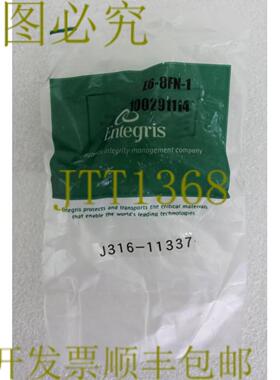 图必究
Z6-8FN-1
100291114
Entegris
integrity management company
JTT1368
Entegris protects and transports the critical materials
that enable the world's leading technologies
J316-11337
开发票顺丰包邮